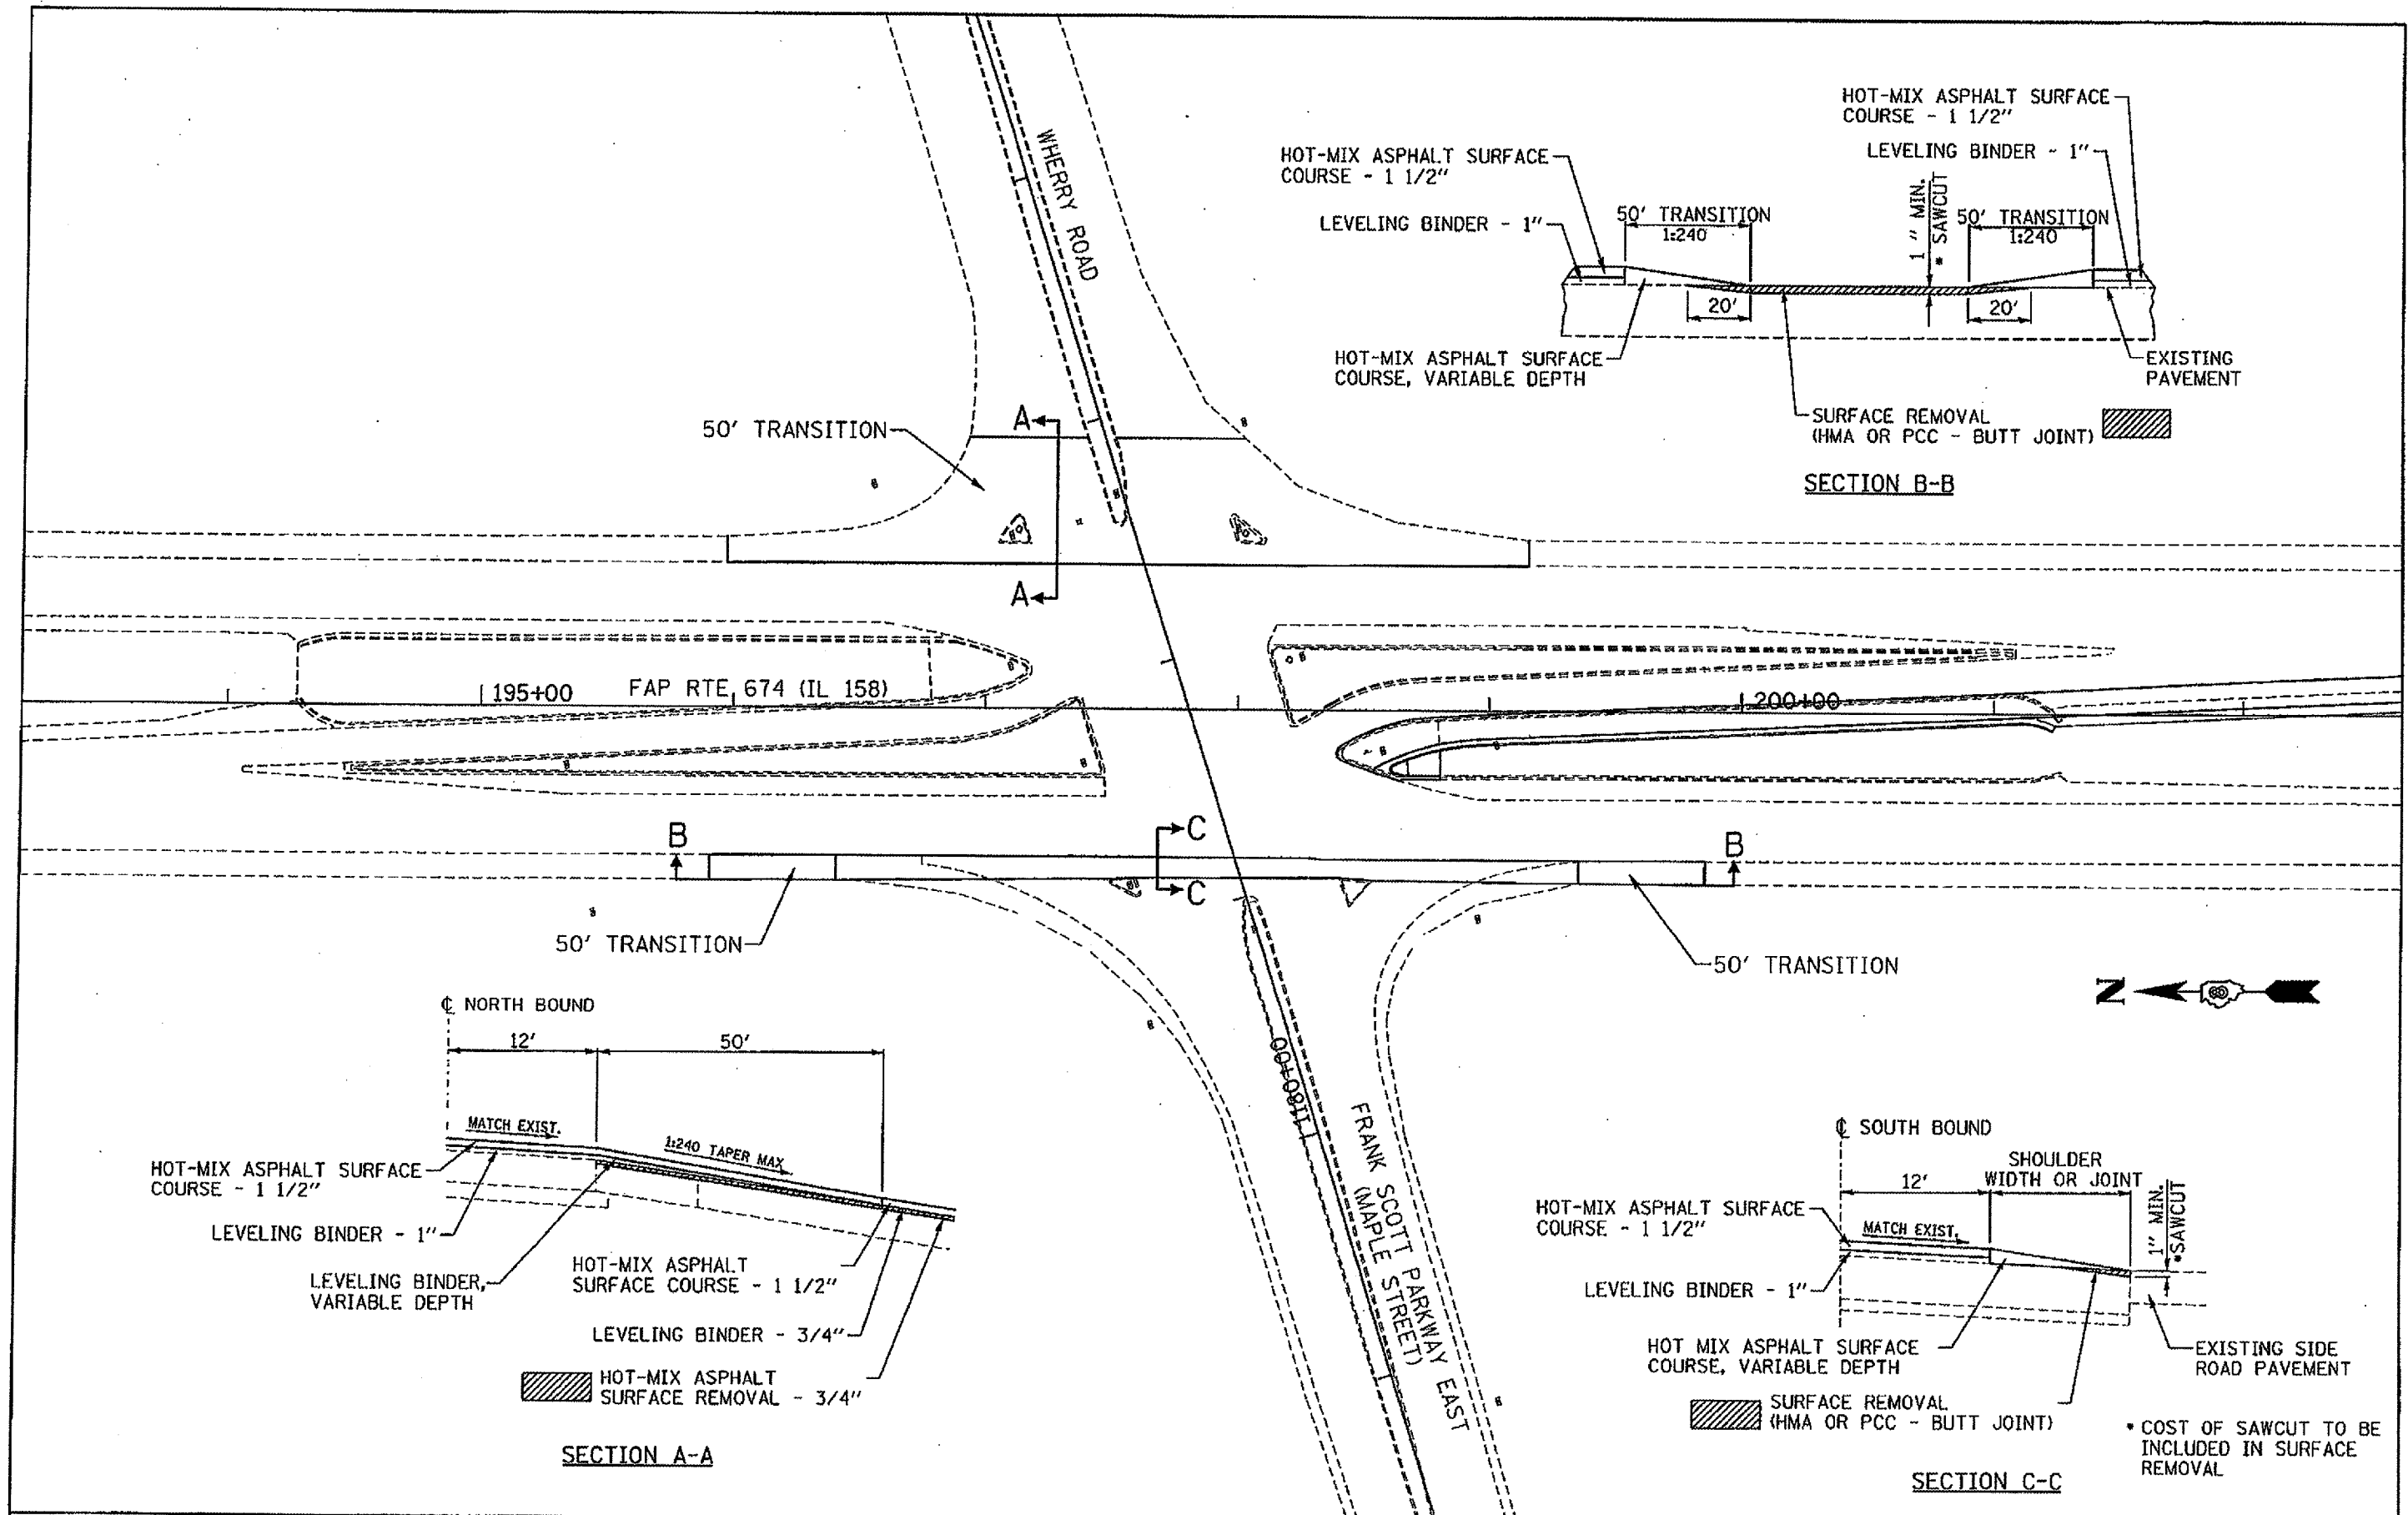 WHERRY ROAD
HOT-MIX ASPHALT SURFACE
COURSE - 1 1/2"
LEVELING BINDER - 1"
HOT-MIX ASPHALT SURFACE
COURSE - 1 1/2"
LEVELING BINDER - 1"
50' TRANSITION
1:240
1" MIN.
* SAWCUT
50' TRANSITION
1:240
20'
20'
HOT-MIX ASPHALT SURFACE
COURSE, VARIABLE DEPTH
EXISTING
PAVEMENT
SURFACE REMOVAL
(HMA OR PCC - BUTT JOINT)
SECTION B-B
50' TRANSITION
A
A
195+00
FAP RTE 674 (IL 158)
200+00
B
C
C
B
50' TRANSITION
50' TRANSITION
N
1180+00
FRANK SCOTT PARKWAY EAST
(MAPLE STREET)
℄ NORTH BOUND
12'
50'
MATCH EXIST.
1:240 TAPER MAX
HOT-MIX ASPHALT SURFACE
COURSE - 1 1/2"
LEVELING BINDER - 1"
LEVELING BINDER,
VARIABLE DEPTH
HOT-MIX ASPHALT
SURFACE COURSE - 1 1/2"
LEVELING BINDER - 3/4"
HOT-MIX ASPHALT
SURFACE REMOVAL - 3/4"
SECTION A-A
℄ SOUTH BOUND
SHOULDER
WIDTH OR JOINT
12'
1" MIN.
*SAWCUT
HOT-MIX ASPHALT SURFACE
COURSE - 1 1/2"
MATCH EXIST.
LEVELING BINDER - 1"
HOT MIX ASPHALT SURFACE
COURSE, VARIABLE DEPTH
EXISTING SIDE
ROAD PAVEMENT
SURFACE REMOVAL
(HMA OR PCC - BUTT JOINT)
* COST OF SAWCUT TO BE
INCLUDED IN SURFACE
REMOVAL
SECTION C-C